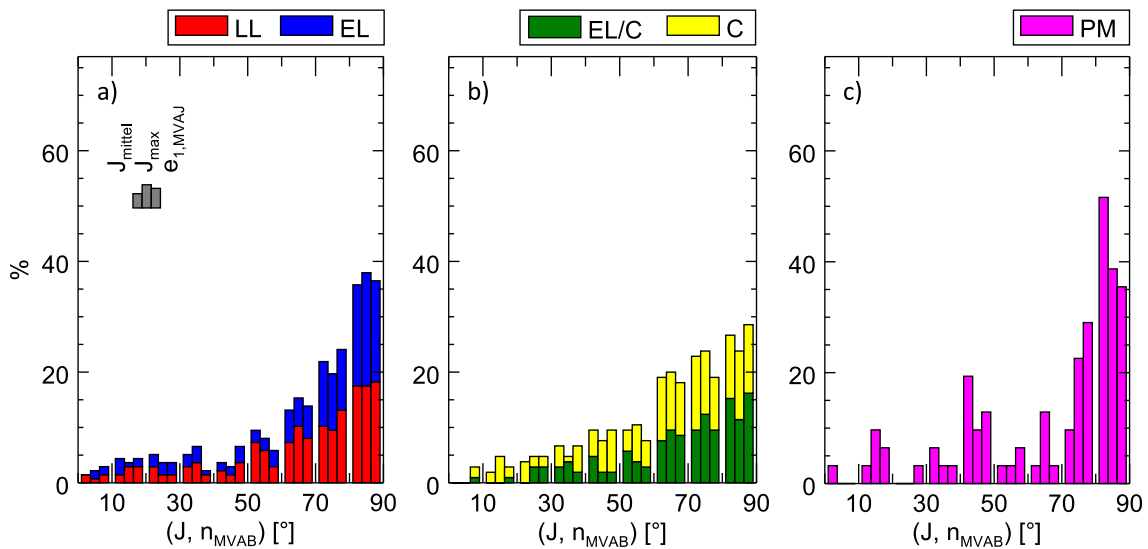 LL EL
EL/C C
PM
a)
b)
c)
J_mittel
J_max
e_1,MVAJ
%
60
40
20
0
10 30 50 70 90
(J, n_MVAB) [°]
60
40
20
0
10 30 50 70 90
(J, n_MVAB) [°]
60
40
20
0
10 30 50 70 90
(J, n_MVAB) [°]